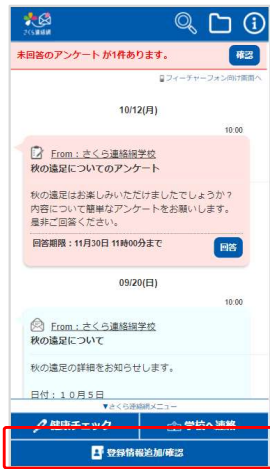 さくら連絡網
未回答のアンケートが1件あります。
確認
フィーチャーフォン向け画面へ
10/12(月)
10:00
From:さくら連絡網学校
秋の遠足についてのアンケート
秋の遠足はお楽しみいただけましたでしょうか?
内容について簡単なアンケートをお願いします。
是非ご回答ください。
回答期限:11月30日 11時00分まで
回答
09/20(日)
10:00
From:さくら連絡網学校
秋の遠足について
秋の遠足の詳細をお知らせします。
日付:10月5日
▼さくら連絡網メニュー
健康チェック
学校へ連絡
登録情報追加/確認